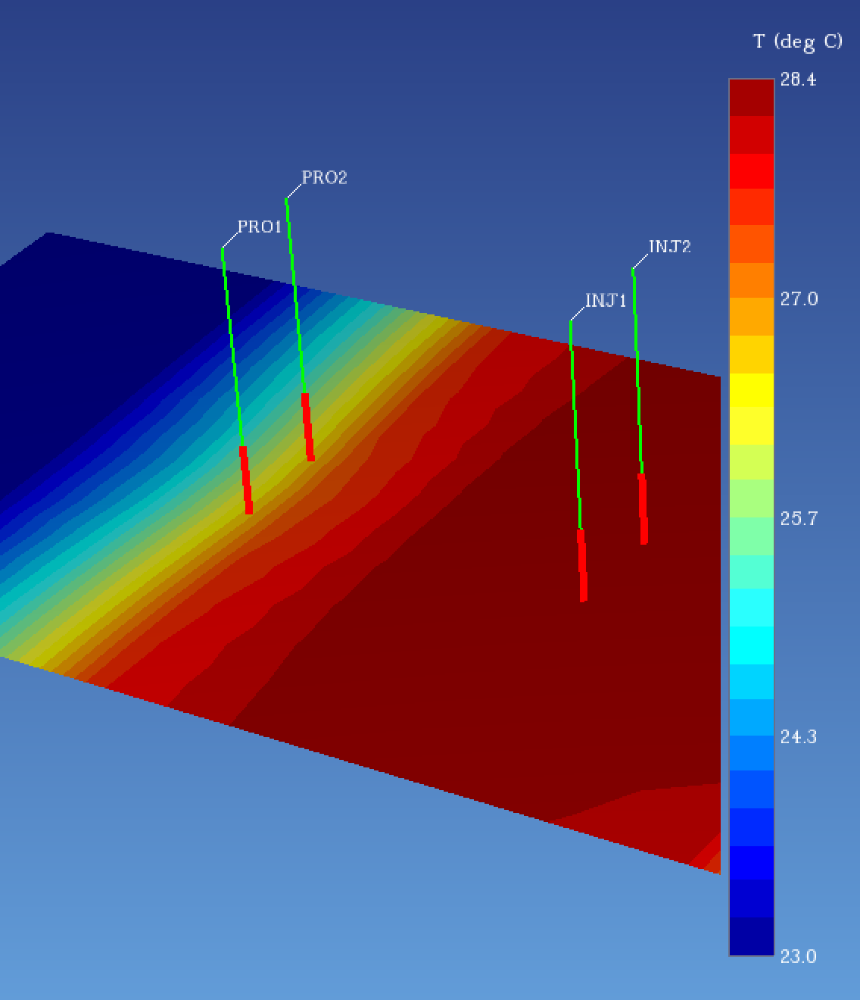 T (deg C)
28.4
PRO2
PRO1
INJ2
INJ1
27.0
25.7
24.3
23.0